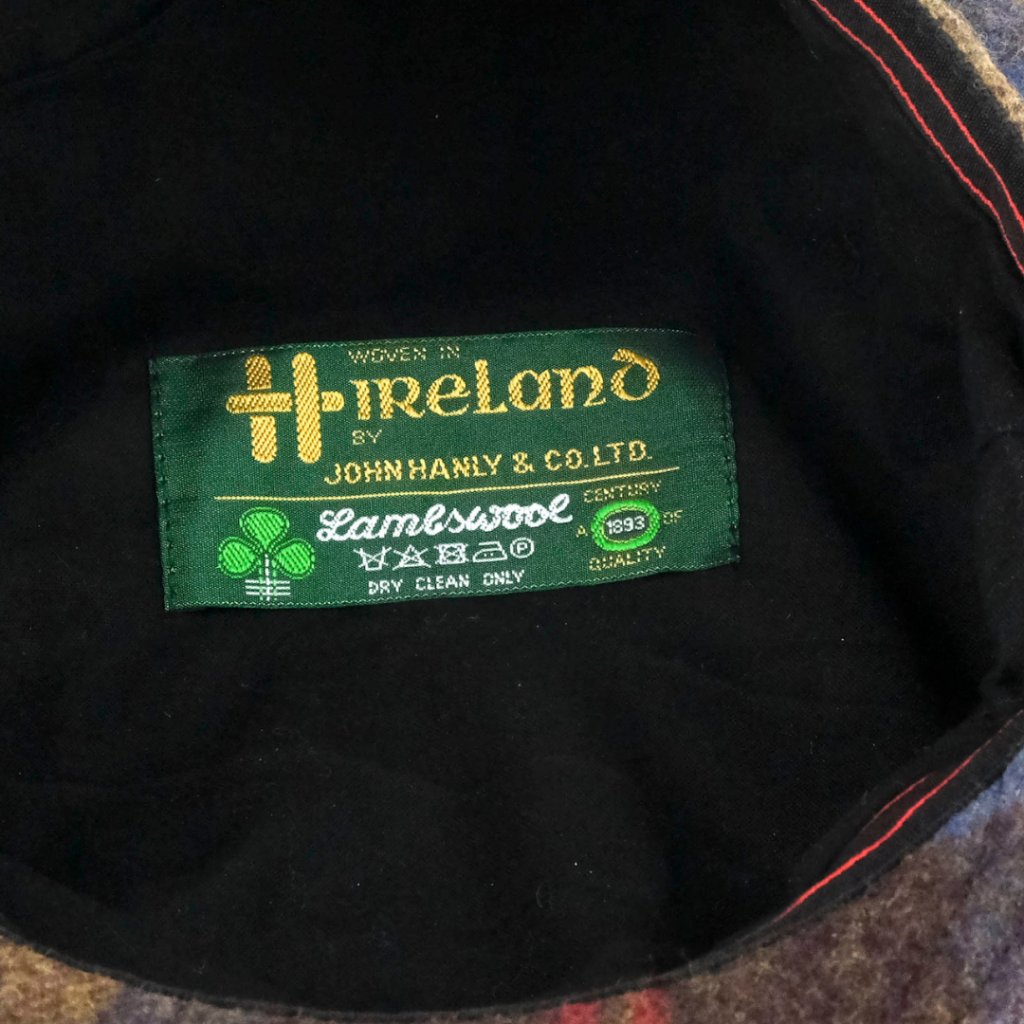 WOVEN IN
H IRELAND
BY
JOHN HANLY & CO. LTD.
Lambswool
DRY CLEAN ONLY
P
CENTURY
A 1893 OF
QUALITY